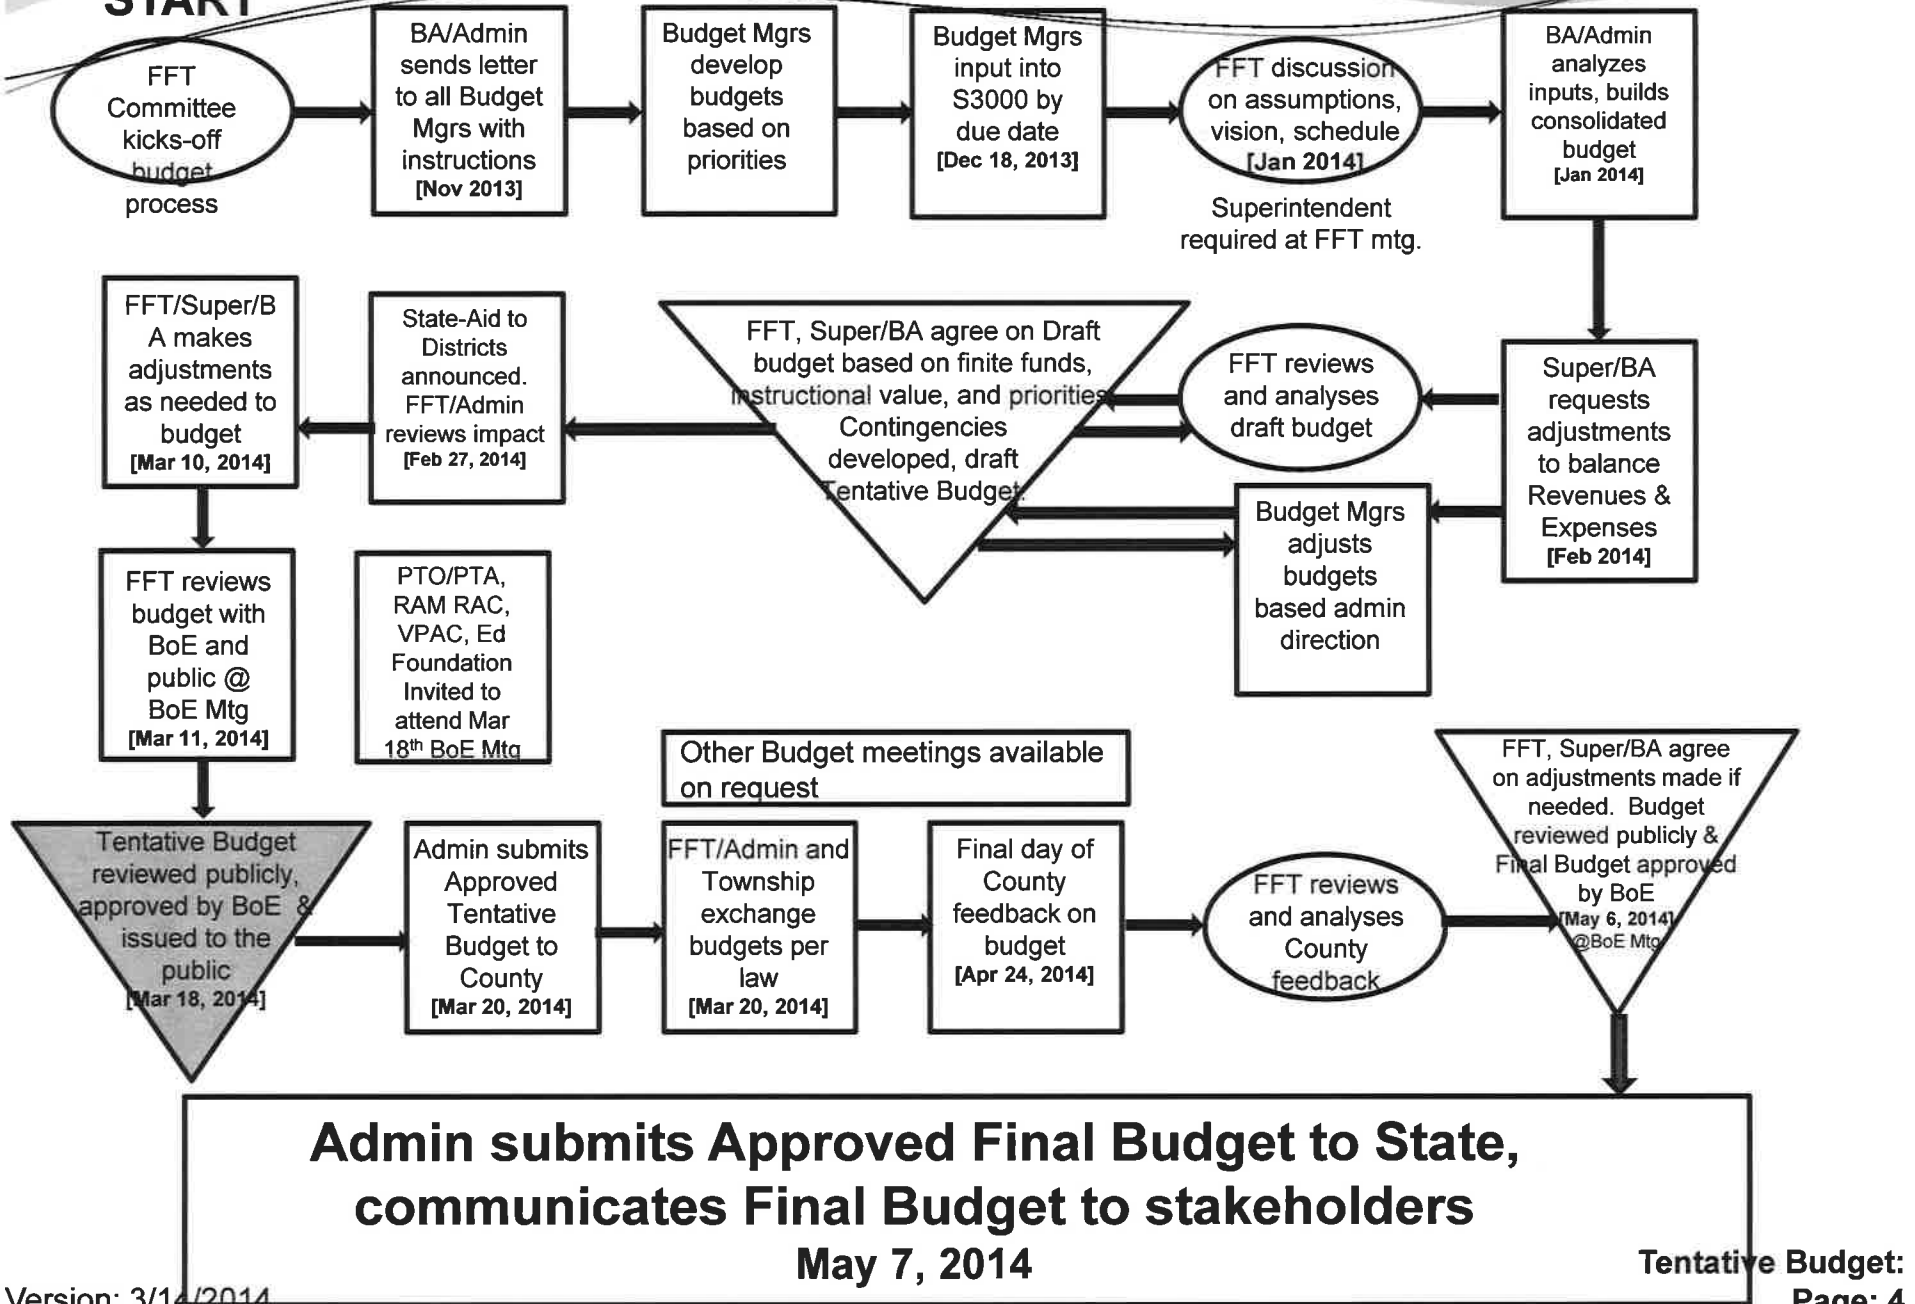 START
FFT
Committee
kicks-off
budget
process
BA/Admin
sends letter
to all Budget
Mgrs with
instructions
[Nov 2013]
Budget Mgrs
develop
budgets
based on
priorities
Budget Mgrs
input into
S3000 by
due date
[Dec 18, 2013]
FFT discussion
on assumptions,
vision, schedule
[Jan 2014]
Superintendent
required at FFT mtg.
BA/Admin
analyzes
inputs, builds
consolidated
budget
[Jan 2014]
FFT/Super/B
A makes
adjustments
as needed to
budget
[Mar 10, 2014]
State-Aid to
Districts
announced.
FFT/Admin
reviews impact
[Feb 27, 2014]
FFT, Super/BA agree on Draft
budget based on finite funds,
instructional value, and priorities
Contingencies
developed, draft
Tentative Budget.
FFT reviews
and analyses
draft budget
Super/BA
requests
adjustments
to balance
Revenues &
Expenses
[Feb 2014]
Budget Mgrs
adjusts
budgets
based admin
direction
FFT reviews
budget with
BoE and
public @
BoE Mtg
[Mar 11, 2014]
PTO/PTA,
RAM RAC,
VPAC, Ed
Foundation
Invited to
attend Mar
18th BoE Mtg
Other Budget meetings available
on request
Tentative Budget
reviewed publicly,
approved by BoE &
issued to the
public
[Mar 18, 2014]
Admin submits
Approved
Tentative
Budget to
County
[Mar 20, 2014]
FFT/Admin and
Township
exchange
budgets per
law
[Mar 20, 2014]
Final day of
County
feedback on
budget
[Apr 24, 2014]
FFT reviews
and analyses
County
feedback
FFT, Super/BA agree
on adjustments made if
needed. Budget
reviewed publicly &
Final Budget approved
by BoE
[May 6, 2014]
@BoE Mtg
Admin submits Approved Final Budget to State,
communicates Final Budget to stakeholders
May 7, 2014
Tentative Budget:
Version: 3/14/2014
Page: 4